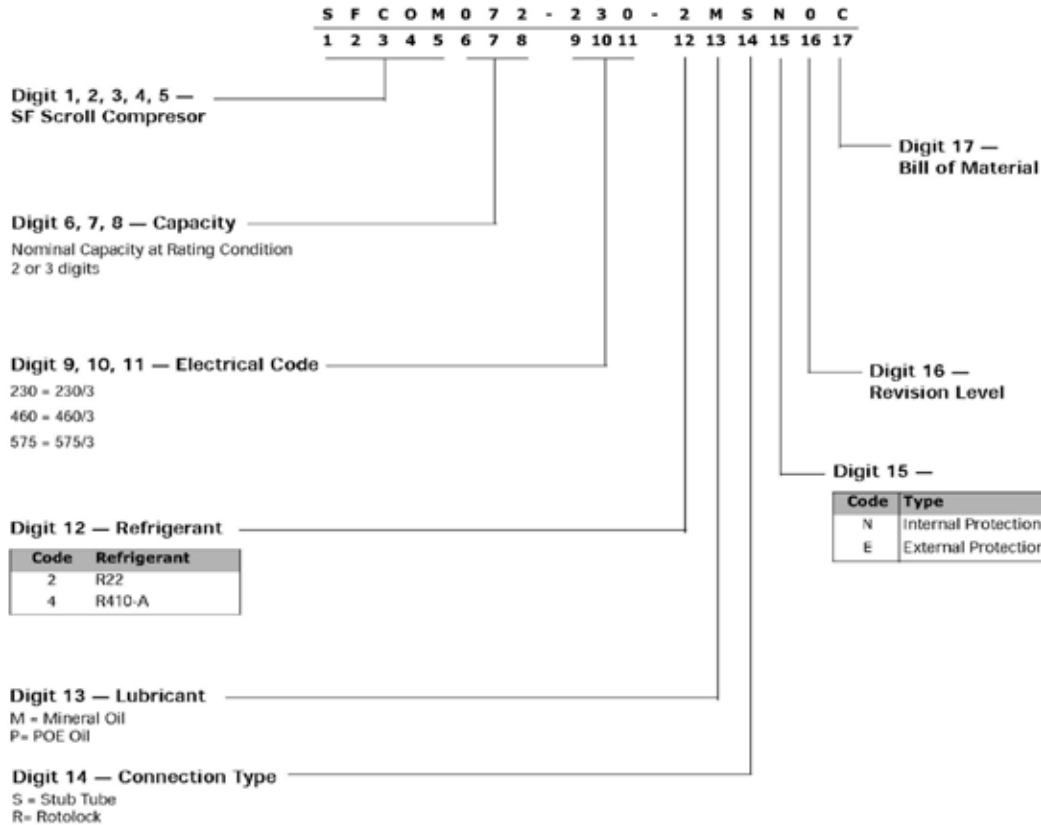 S F C O M 0 7 2 - 2 3 0 - 2 M S N 0 C
1 2 3 4 5 6 7 8 9 10 11 12 13 14 15 16 17
Digit 1, 2, 3, 4, 5 —
SF Scroll Compresor
Digit 17 —
Bill of Material
Digit 6, 7, 8 — Capacity
Nominal Capacity at Rating Condition
2 or 3 digits
Digit 9, 10, 11 — Electrical Code
230 = 230/3
460 = 460/3
575 = 575/3
Digit 16 —
Revision Level
Digit 15 —
Code Type
N Internal Protection
E External Protection
Digit 12 — Refrigerant
Code Refrigerant
2 R22
4 R410-A
Digit 13 — Lubricant
M = Mineral Oil
P= POE Oil
Digit 14 — Connection Type
S = Stub Tube
R= Rotolock